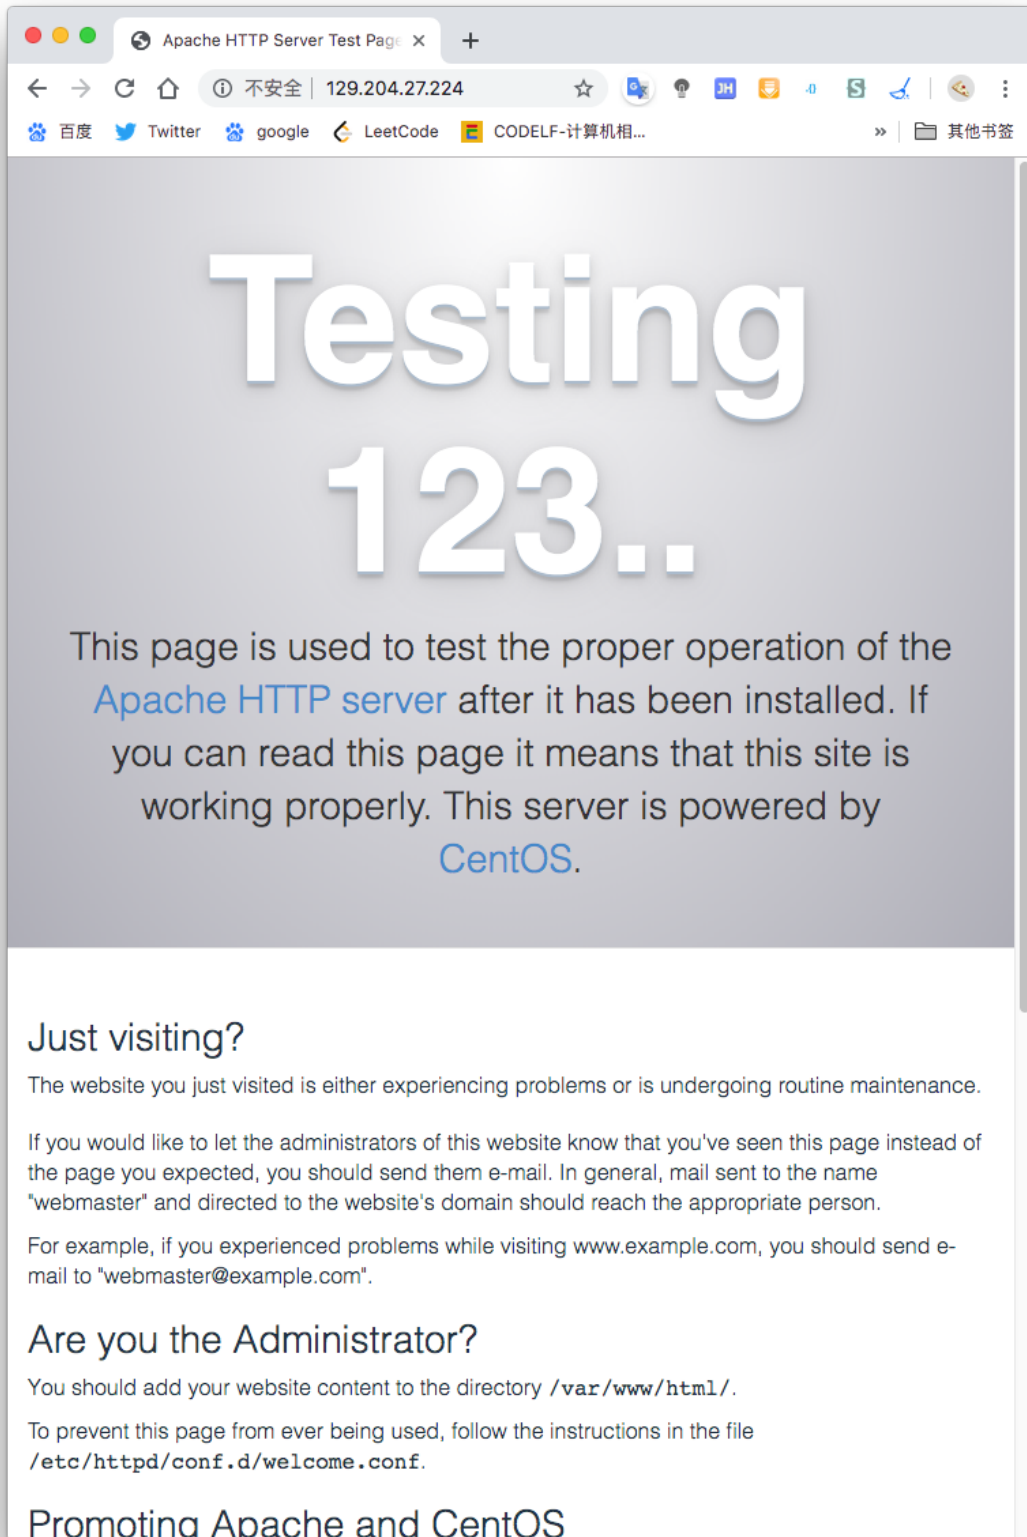 Apache HTTP Server Test Page
不安全 129.204.27.224
百度 Twitter google LeetCode CODELF-计算机相... » 其他书签
Testing
123..
This page is used to test the proper operation of the
Apache HTTP server after it has been installed. If
you can read this page it means that this site is
working properly. This server is powered by
CentOS.
Just visiting?
The website you just visited is either experiencing problems or is undergoing routine maintenance.
If you would like to let the administrators of this website know that you've seen this page instead of
the page you expected, you should send them e-mail. In general, mail sent to the name
"webmaster" and directed to the website's domain should reach the appropriate person.
For example, if you experienced problems while visiting www.example.com, you should send e-
mail to "webmaster@example.com".
Are you the Administrator?
You should add your website content to the directory /var/www/html/.
To prevent this page from ever being used, follow the instructions in the file
/etc/httpd/conf.d/welcome.conf.
Promoting Apache and CentOS